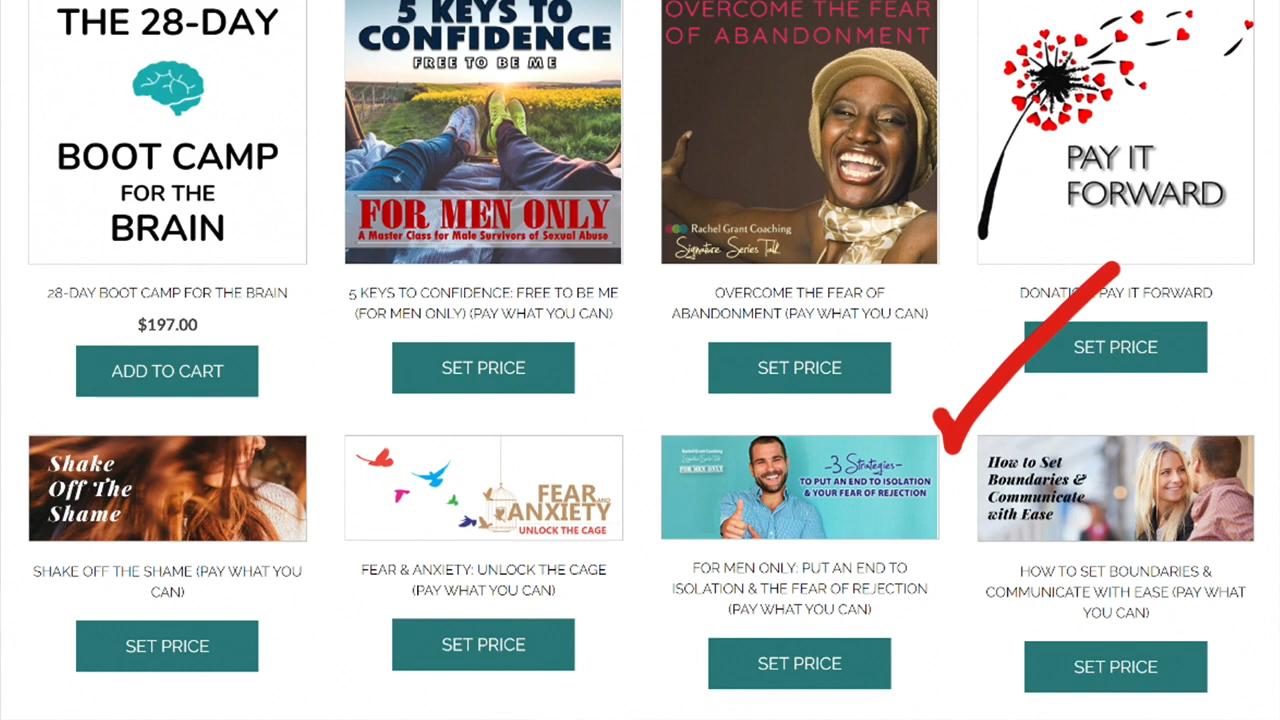 THE 28-DAY
BOOT CAMP
FOR THE
BRAIN
28-DAY BOOT CAMP FOR THE BRAIN
$197.00
ADD TO CART
5 KEYS TO
CONFIDENCE
FREE TO BE ME
FOR MEN ONLY
A Master Class for Male Survivors of Sexual Abuse
5 KEYS TO CONFIDENCE: FREE TO BE ME
(FOR MEN ONLY) (PAY WHAT YOU CAN)
SET PRICE
OVERCOME THE FEAR
OF ABANDONMENT
Rachel Grant Coaching
Signature Series Talk
OVERCOME THE FEAR OF
ABANDONMENT (PAY WHAT YOU CAN)
SET PRICE
PAY IT
FORWARD
PAY IT FORWARD
SET PRICE
Shake
Off The
Shame
SHAKE OFF THE SHAME (PAY WHAT YOU
CAN)
SET PRICE
FEAR AND
ANXIETY
UNLOCK THE CAGE
FEAR & ANXIETY: UNLOCK THE CAGE
(PAY WHAT YOU CAN)
SET PRICE
Rachel Grant Coaching
Signature Series Talk
FOR MEN ONLY
-3 Strategies-
TO PUT AN END TO ISOLATION
& YOUR FEAR OF REJECTION
FOR MEN ONLY: PUT AN END TO
ISOLATION & THE FEAR OF REJECTION
(PAY WHAT YOU CAN)
SET PRICE
How to Set
Boundaries &
Communicate
with Ease
HOW TO SET BOUNDARIES &
COMMUNICATE WITH EASE (PAY WHAT
YOU CAN)
SET PRICE